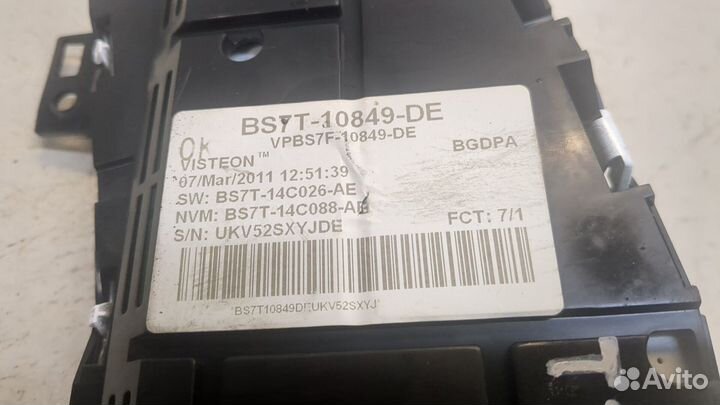 BS7T-10849-DE
VPBS7F-10849-DE
OK
BGDPA
VISTEON™
07/Mar/2011 12:51:39
SW: BS7T-14C026-AE
NVM: BS7T-14C088-AE
FCT: 7/1
S/N: UKV52SXYJDE
BS7T10849DEUKV52SXYJ
Avito